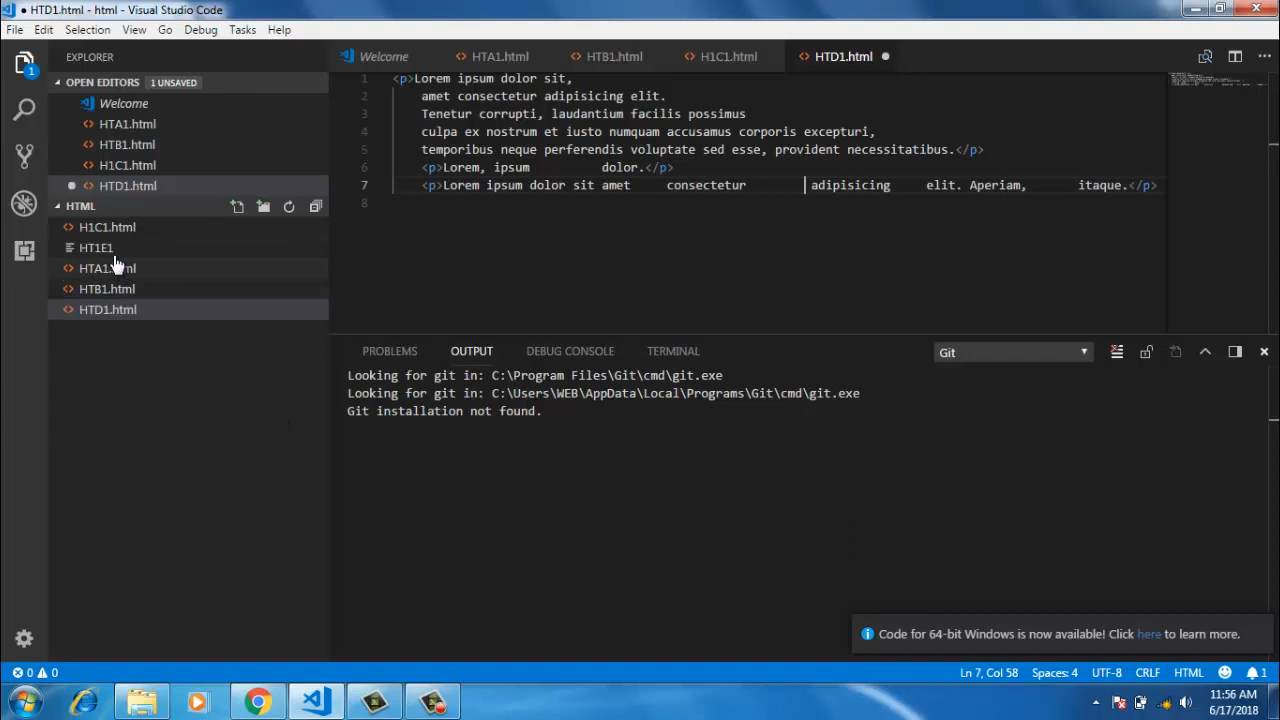 ● HTD1.html - html - Visual Studio Code
File Edit Selection View Go Debug Tasks Help
EXPLORER
Welcome HTA1.html HTB1.html H1C1.html HTD1.html ●
OPEN EDITORS 1 UNSAVED
Welcome
HTA1.html
HTB1.html
H1C1.html
HTD1.html
HTML
H1C1.html
HT1E1
HTA1.html
HTB1.html
HTD1.html
1
1 <p>Lorem ipsum dolor sit,
2 amet consectetur adipisicing elit.
3 Tenetur corrupti, laudantium facilis possimus
4 culpa ex nostrum et iusto numquam accusamus corporis excepturi,
5 temporibus neque perferendis voluptate sed esse, provident necessitatibus.</p>
6 <p>Lorem, ipsum dolor.</p>
7 <p>Lorem ipsum dolor sit amet consectetur adipisicing elit. Aperiam, itaque.</p>
8
PROBLEMS OUTPUT DEBUG CONSOLE TERMINAL Git
Looking for git in: C:\Program Files\Git\cmd\git.exe
Looking for git in: C:\Users\WEB\AppData\Local\Programs\Git\cmd\git.exe
Git installation not found.
Code for 64-bit Windows is now available! Click here to learn more.
0 0 Ln 7, Col 58 Spaces: 4 UTF-8 CRLF HTML 1
11:56 AM
6/17/2018